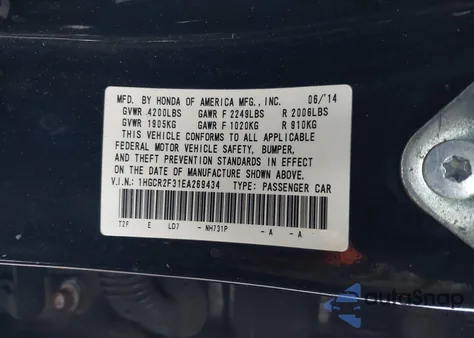 MFD. BY HONDA OF AMERICA MFG., INC. 06/'14
GVWR 4200LBS GAWR F 2249LBS R 2006LBS
GVWR 1905KG GAWR F 1020KG R 910KG
THIS VEHICLE CONFORMS TO ALL APPLICABLE
FEDERAL MOTOR VEHICLE SAFETY, BUMPER,
AND THEFT PREVENTION STANDARDS IN EFFECT
ON THE DATE OF MANUFACTURE SHOWN ABOVE.
V.I.N.: 1HGCR2F31EA269434 TYPE: PASSENGER CAR
T2F E LD7 - NH731P - A - A
autoSnap